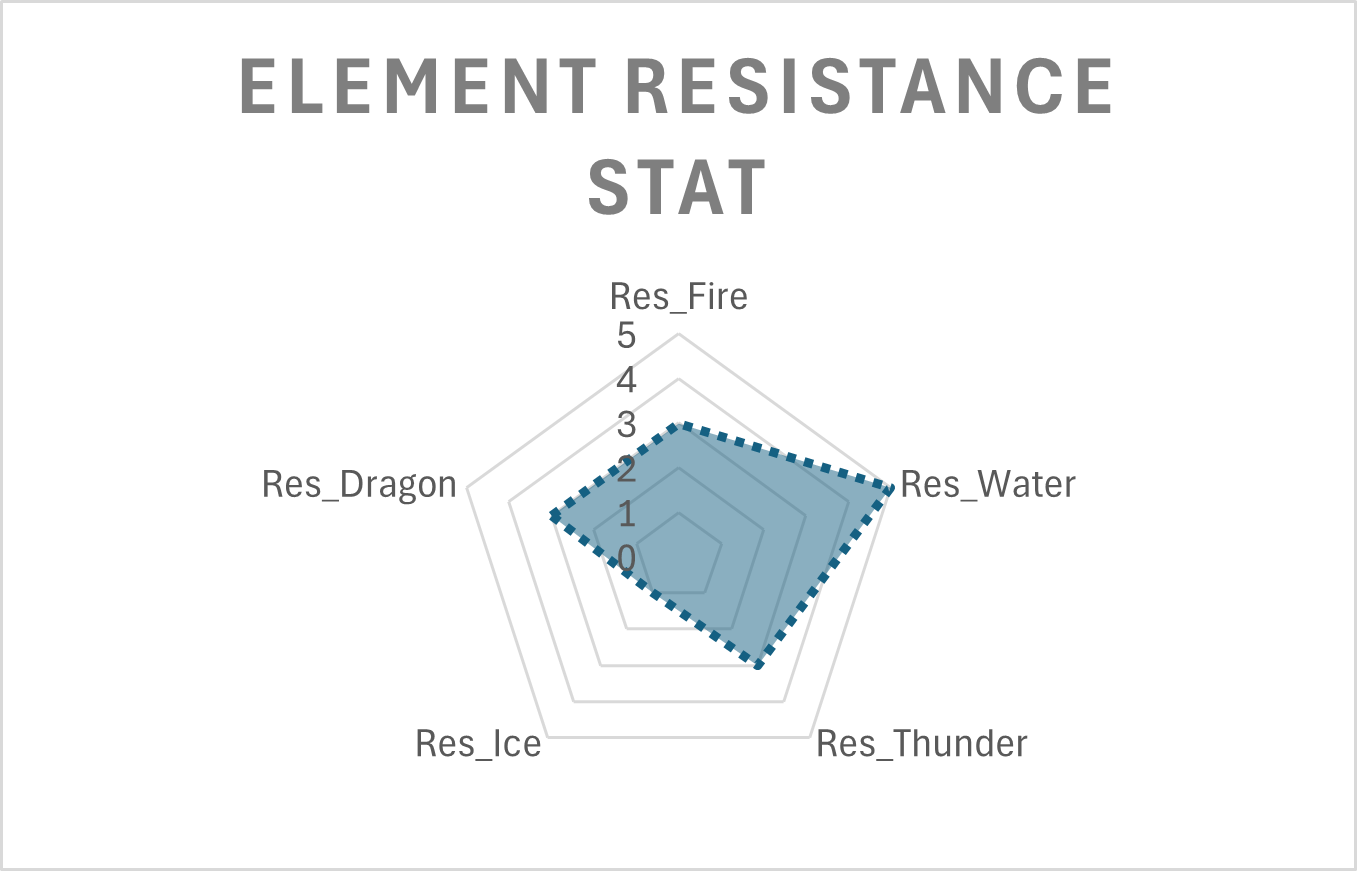 ELEMENT RESISTANCE
STAT
Res_Fire
5
4
3
2
1
0
Res_Water
Res_Dragon
Res_Ice
Res_Thunder